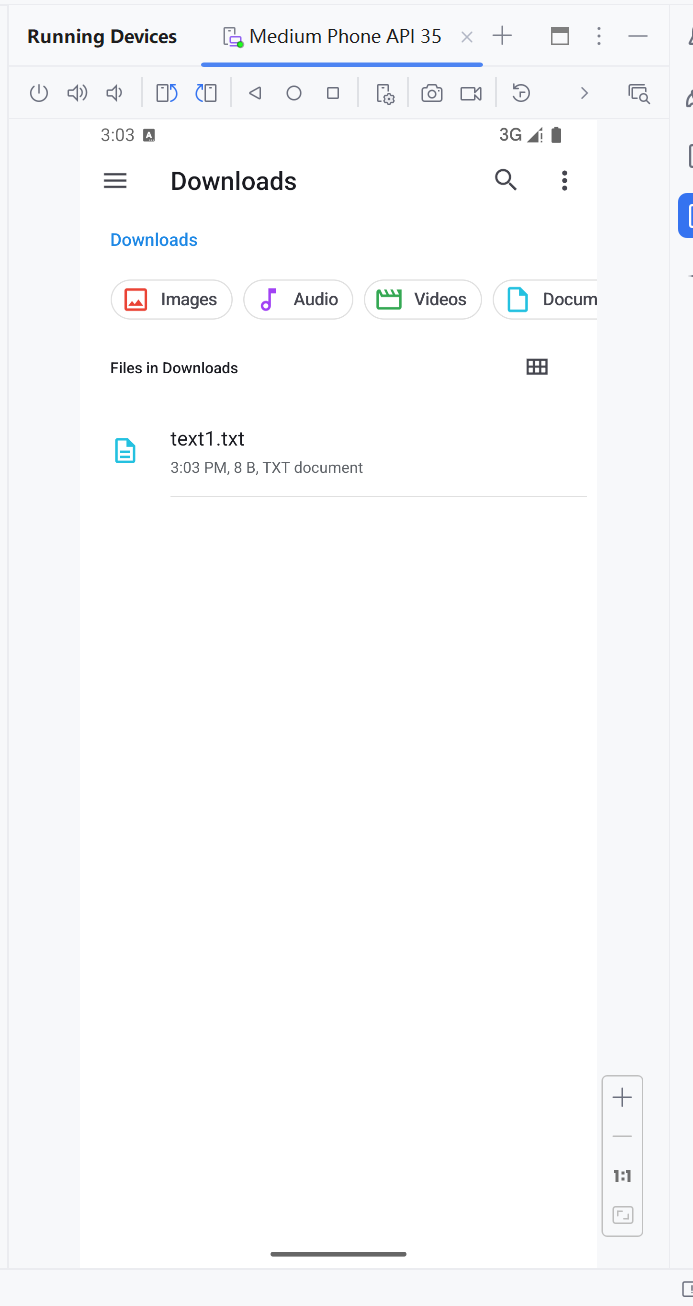 Running Devices Medium Phone API 35
3:03 A 3G
Downloads
Downloads
Images Audio Videos Docum
Files in Downloads
text1.txt
3:03 PM, 8 B, TXT document
1:1